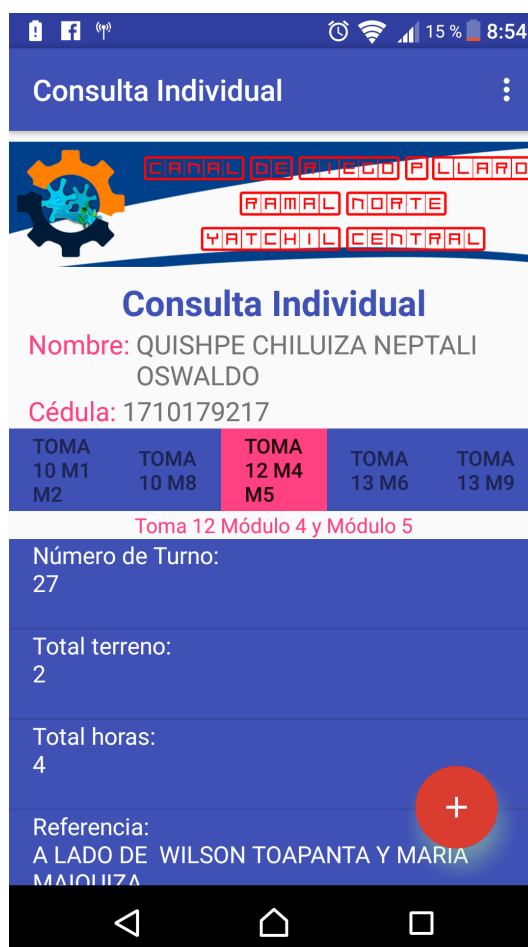 15 % 8:54
Consulta Individual
CANAL DE RIEGO PLLARO
RAMAL NORTE
YATCHIL CENTRAL
Consulta Individual
Nombre: QUISHPE CHILUIZA NEPTALI
OSWALDO
Cédula: 1710179217
TOMA
10 M1
M2
TOMA
10 M8
TOMA
12 M4
M5
TOMA
13 M6
TOMA
13 M9
Toma 12 Módulo 4 y Módulo 5
Número de Turno:
27
Total terreno:
2
Total horas:
4
Referencia:
A LADO DE WILSON TOAPANTA Y MARIA
MAIQUIZA